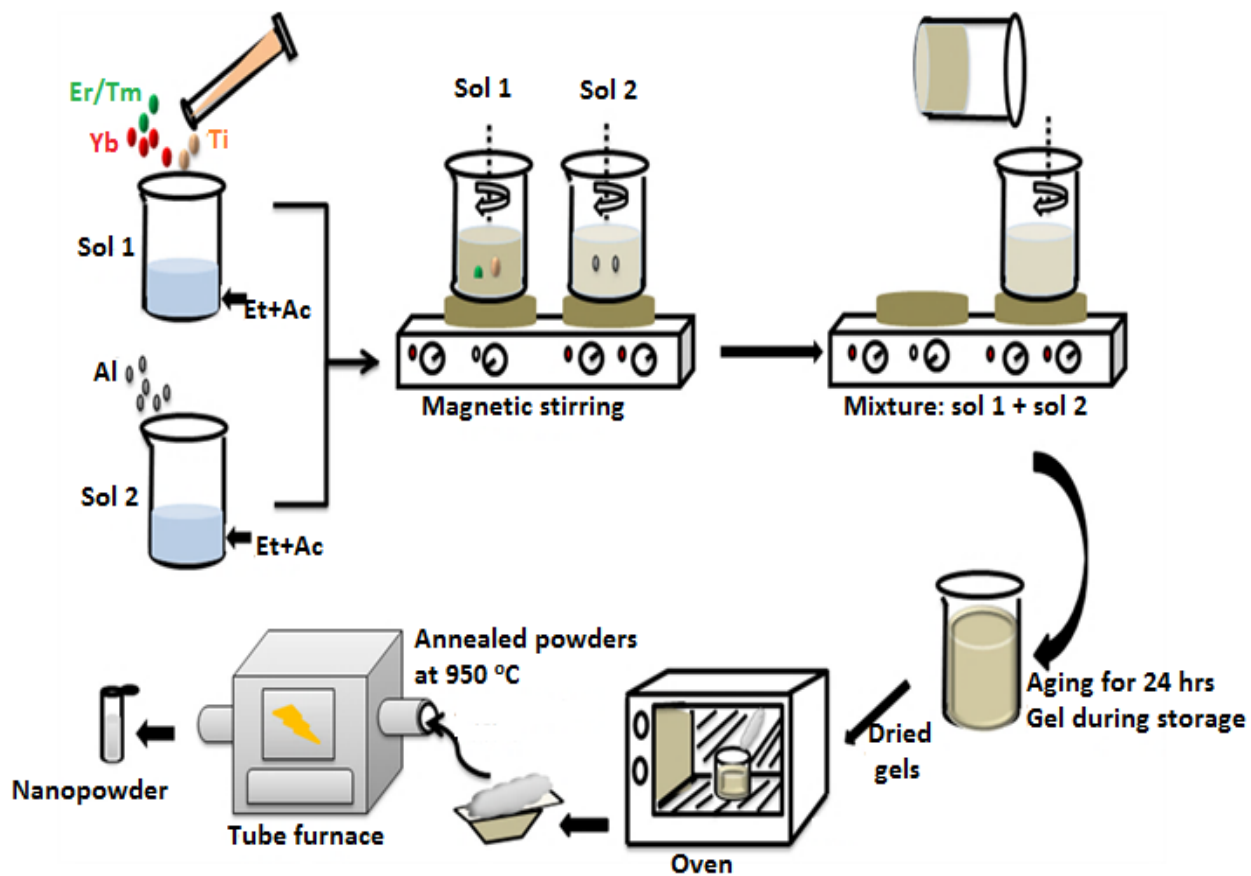 Er/Tm
Yb
Ti
Sol 1
Et+Ac
Al
Sol 2
Et+Ac
Sol 1
Sol 2
Magnetic stirring
Mixture: sol 1 + sol 2
Aging for 24 hrs
Gel during storage
Dried
gels
Oven
Annealed powders
at 950 °C
Tube furnace
Nanopowder